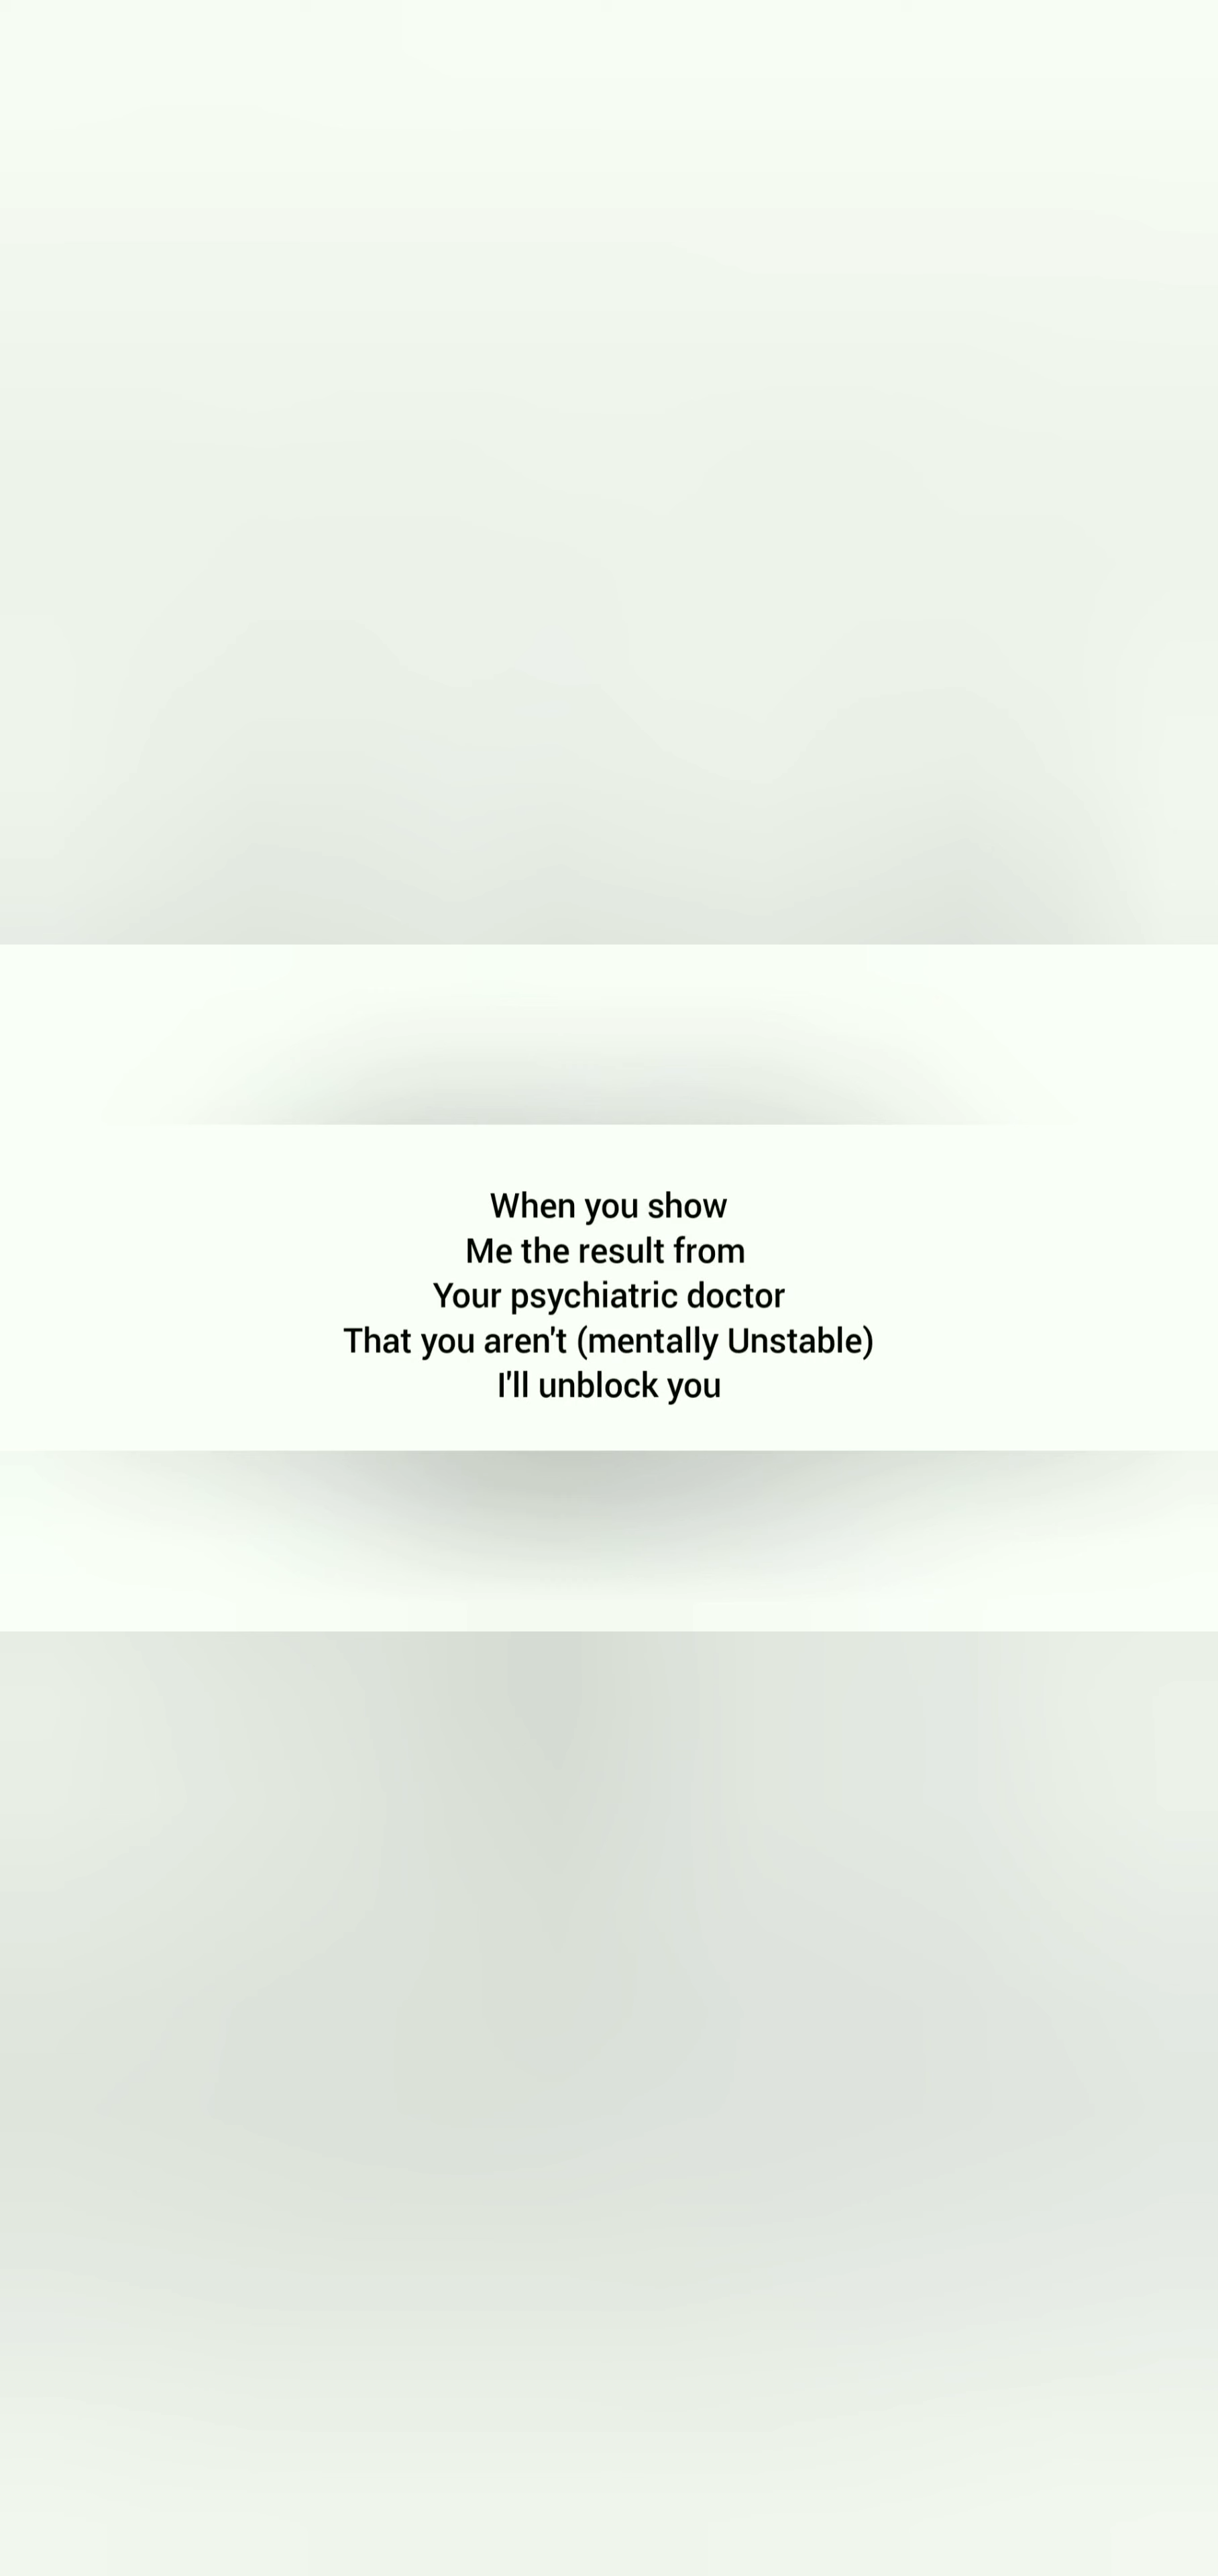 When you show
Me the result from
Your psychiatric doctor
That you aren't (mentally Unstable)
I'll unblock you